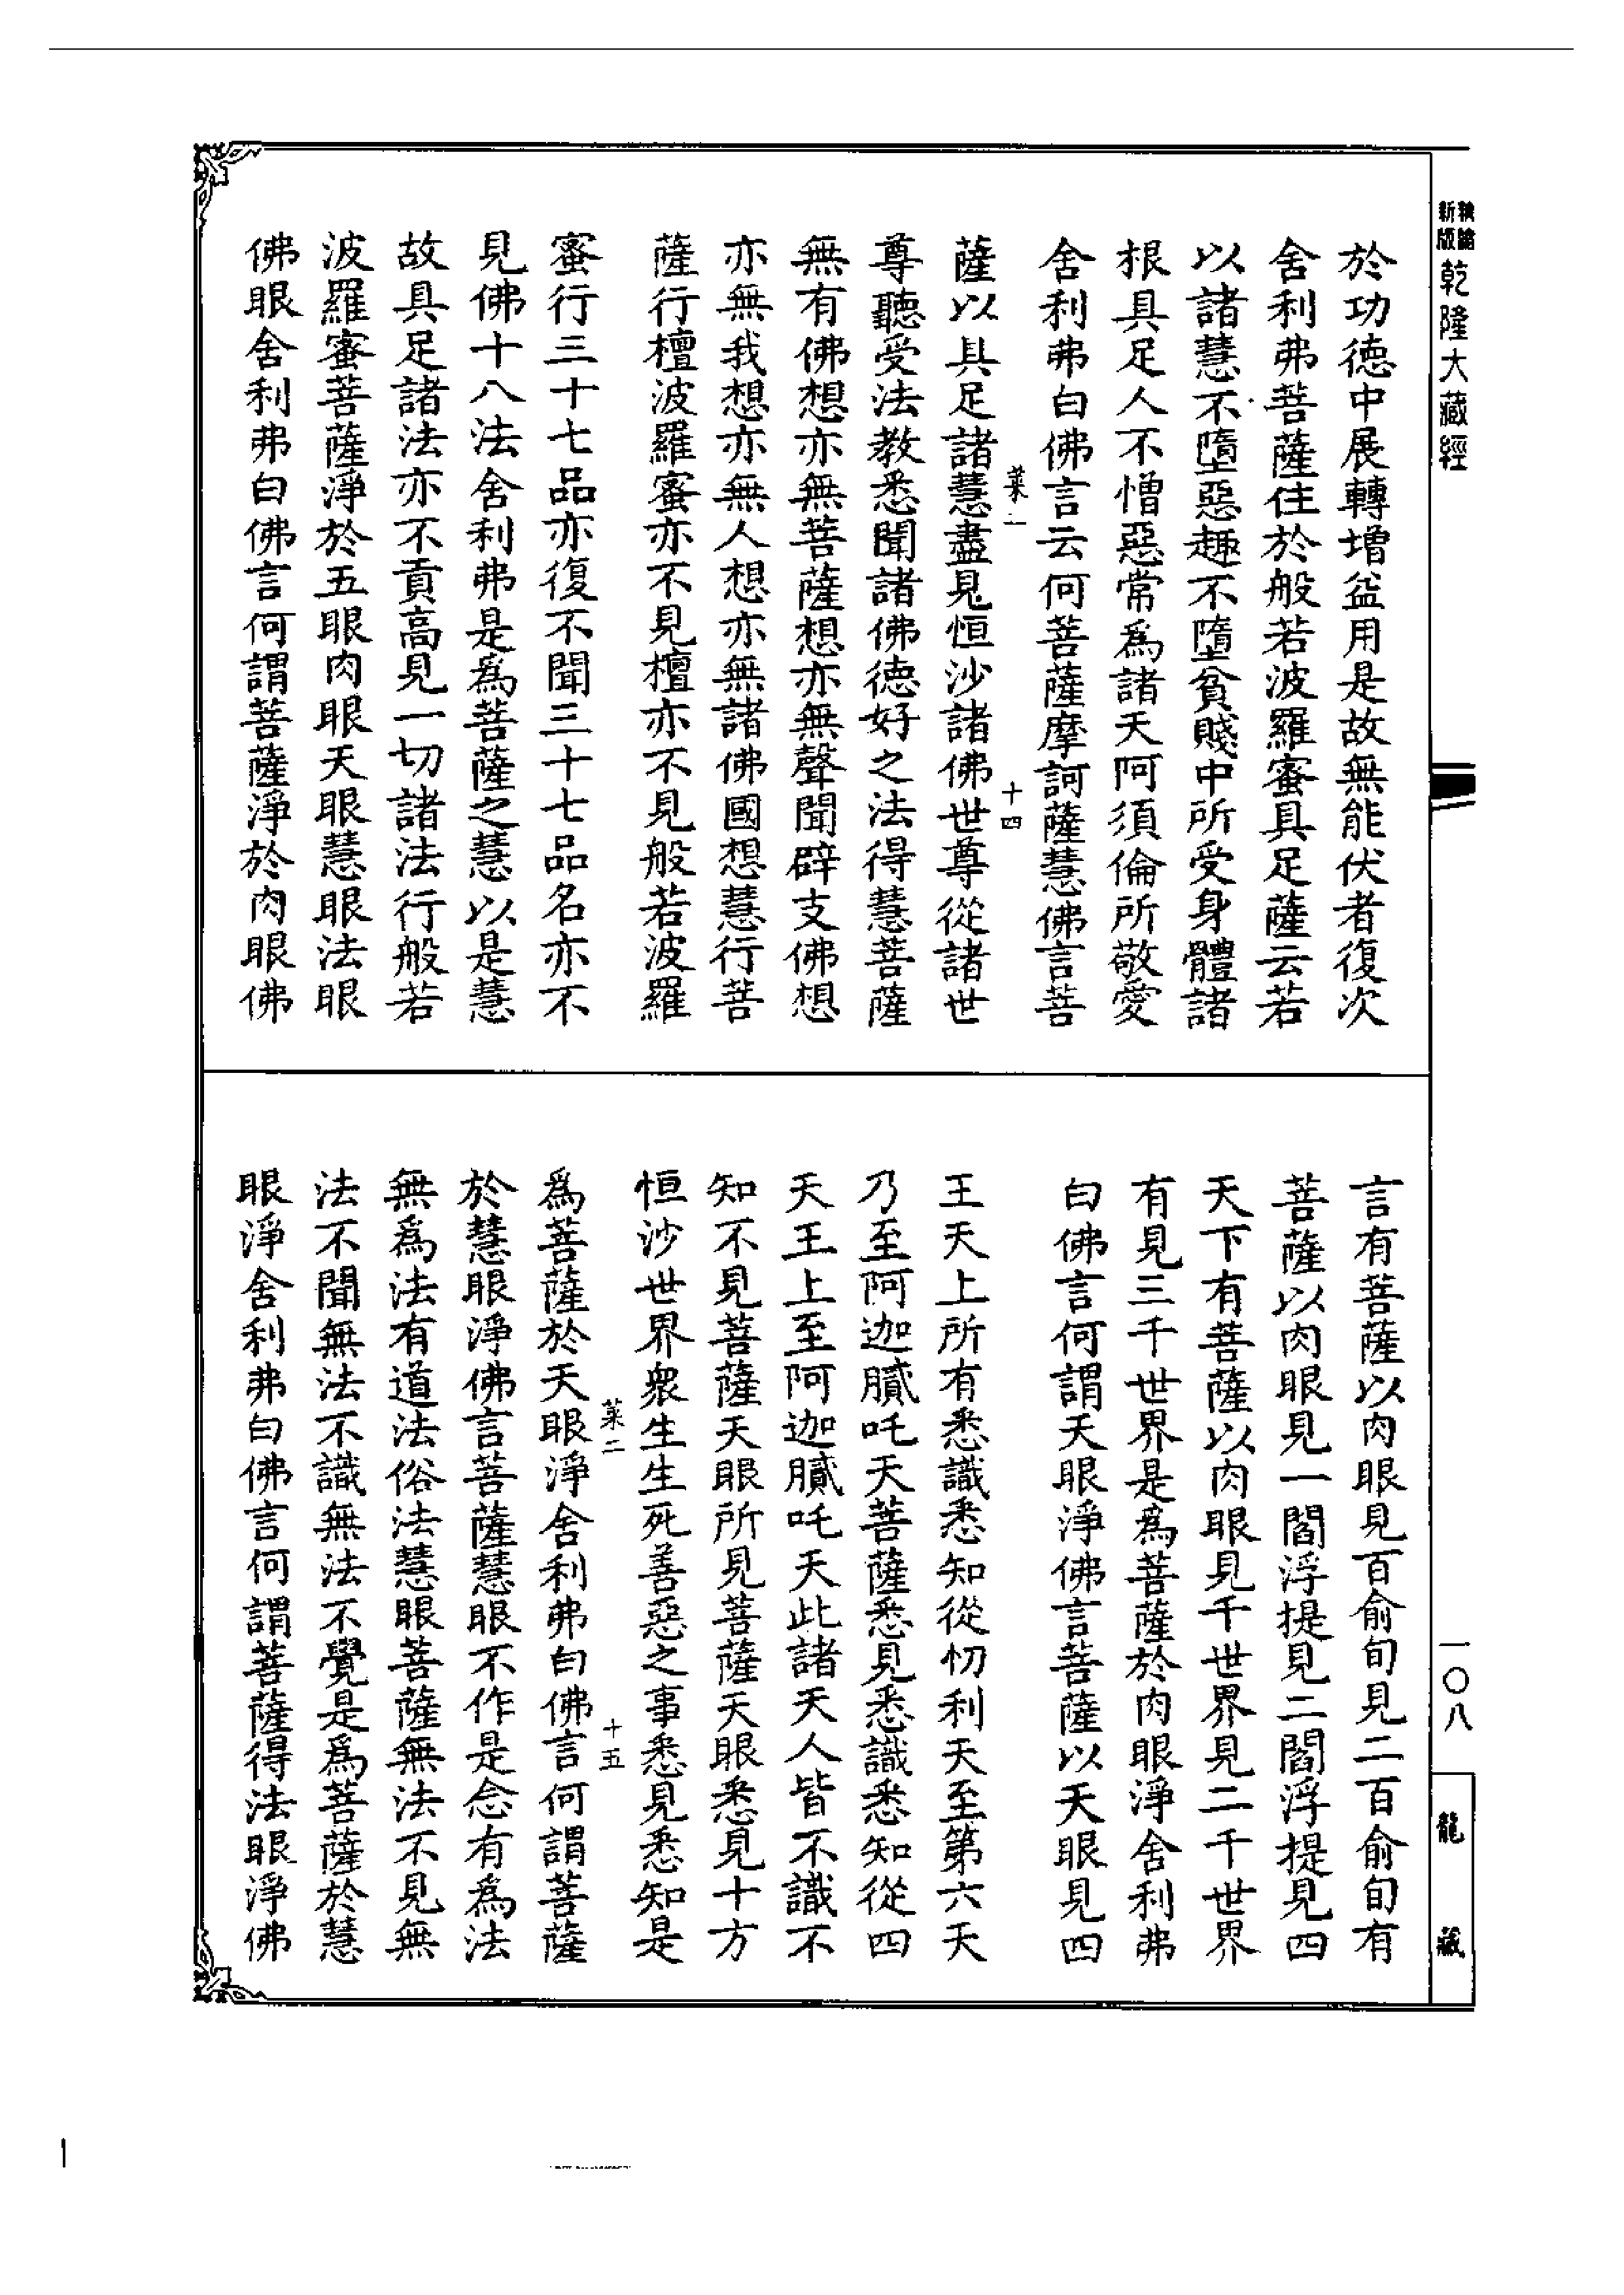 新版
乾隆大藏經
於功德中展轉增益用是故無能伏者復次
舍利弗菩薩住於般若波羅蜜具足薩云若
以諸慧不墮惡趣不墮貧賤中所受身體諸
根具足人不憎惡常為諸天阿須倫所敬愛
舍利弗白佛言云何菩薩摩訶薩慧佛言菩
菜二 十四
薩以具足諸慧盡見恒沙諸佛世尊從諸世
尊聽受法教悉聞諸佛德好之法得慧菩薩
無有佛想亦無菩薩想亦無聲聞辟支佛想
亦無我想亦無人想亦無諸佛國想慧行菩
薩行檀波羅蜜亦不見檀亦不見般若波羅
蜜行三十七品亦復不聞三十七品名亦不
見佛十八法舍利弗是為菩薩之慧以是慧
故具足諸法亦不貢高見一切諸法行般若
波羅蜜菩薩淨於五眼肉眼天眼慧眼法眼
佛眼舍利弗白佛言何謂菩薩淨於肉眼佛
言有菩薩以肉眼見百俞旬見二百俞旬有
菩薩以肉眼見一閻浮提見二閻浮提見四
天下有菩薩以肉眼見千世界見二千世界
有見三千世界是為菩薩於肉眼淨舍利弗
白佛言何謂天眼淨佛言菩薩以天眼見四
王天上所有悉識悉知從忉利天至第六天
乃至阿迦膩吒天菩薩悉見悉識悉知從四
天王上至阿迦膩吒天此諸天人皆不識不
知不見菩薩天眼所見菩薩天眼悉見十方
恒沙世界衆生生死善惡之事悉見悉知是
菜二 十五
為菩薩於天眼淨舍利弗白佛言何謂菩薩
於慧眼淨佛言菩薩慧眼不作是念有為法
無為法有道法俗法慧眼菩薩無法不見無
法不聞無法不識無法不覺是為菩薩於慧
眼淨舍利弗白佛言何謂菩薩得法眼淨佛
一〇八
龍藏